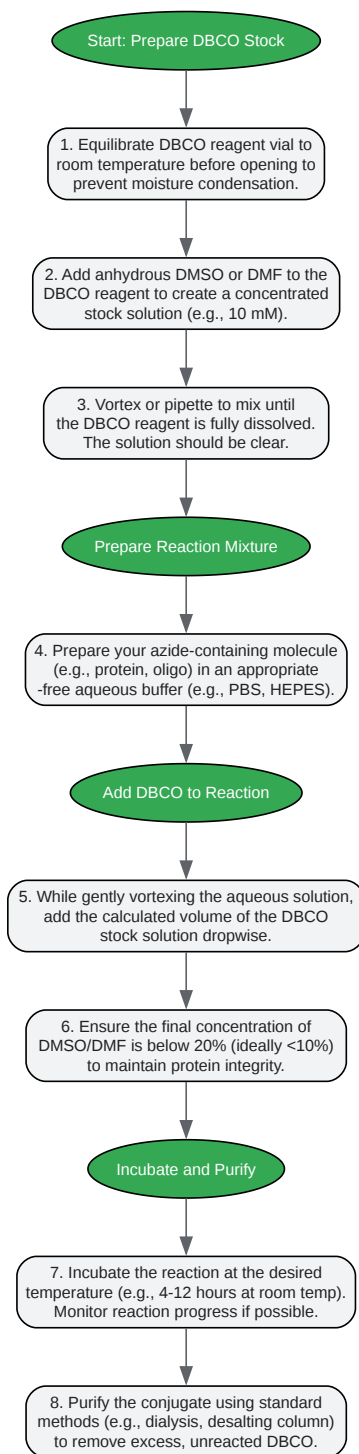 Start: Prepare DBCO Stock
1. Equilibrate DBCO reagent vial to
room temperature before opening to
prevent moisture condensation.
2. Add anhydrous DMSO or DMF to the
DBCO reagent to create a concentrated
stock solution (e.g., 10 mM).
3. Vortex or pipette to mix until
the DBCO reagent is fully dissolved.
The solution should be clear.
Prepare Reaction Mixture
4. Prepare your azide-containing molecule
(e.g., protein, oligo) in an appropriate
-free aqueous buffer (e.g., PBS, HEPES).
Add DBCO to Reaction
5. While gently vortexing the aqueous solution,
add the calculated volume of the DBCO
stock solution dropwise.
6. Ensure the final concentration of
DMSO/DMF is below 20% (ideally <10%)
to maintain protein integrity.
Incubate and Purify
7. Incubate the reaction at the desired
temperature (e.g., 4-12 hours at room temp).
Monitor reaction progress if possible.
8. Purify the conjugate using standard
methods (e.g., dialysis, desalting column)
to remove excess, unreacted DBCO.